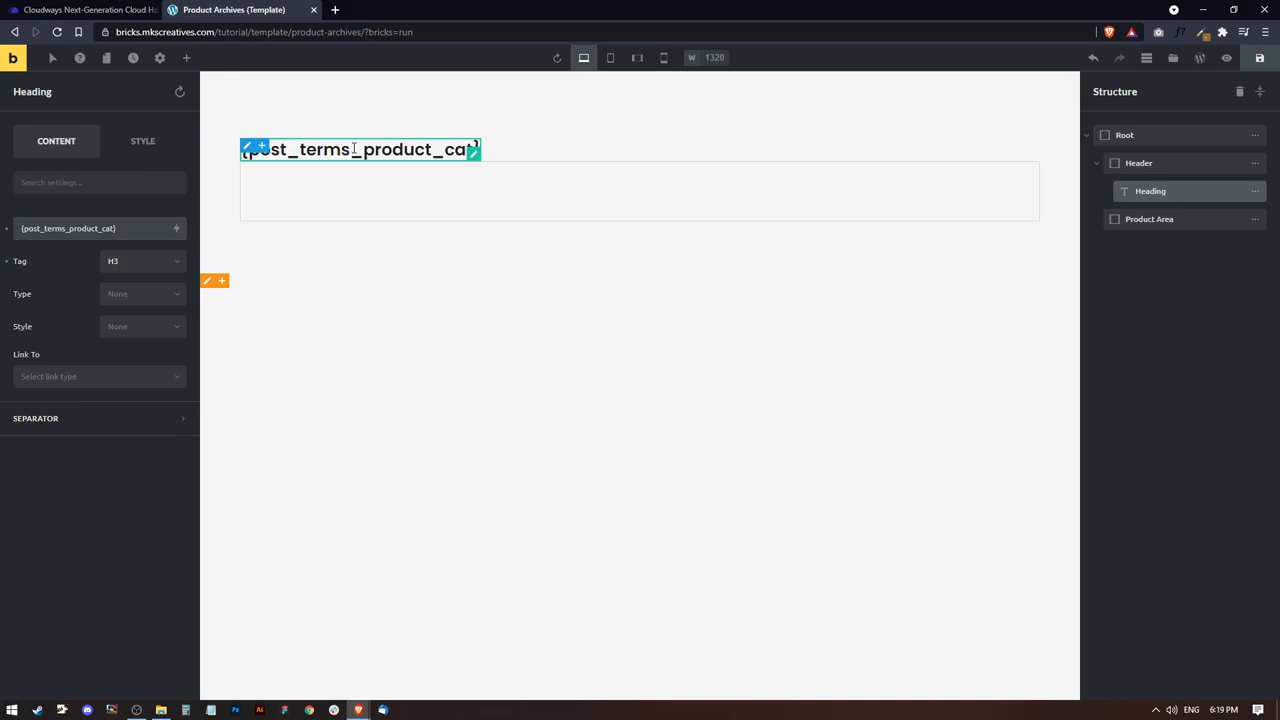 Cloudways Next-Generation Cloud Ho
Product Archives (Template)
bricks.mkscreatives.com/tutorial/template/product-archives/?bricks=run
b
W 1320
Heading
CONTENT
STYLE
Search settings ...
{post_terms_product_cat}
Tag
H3
Type
None
Style
None
Link To
Select link type
SEPARATOR
{post_terms_product_cat}
Structure
Root
Header
T Heading
Product Area
ENG
6:19 PM